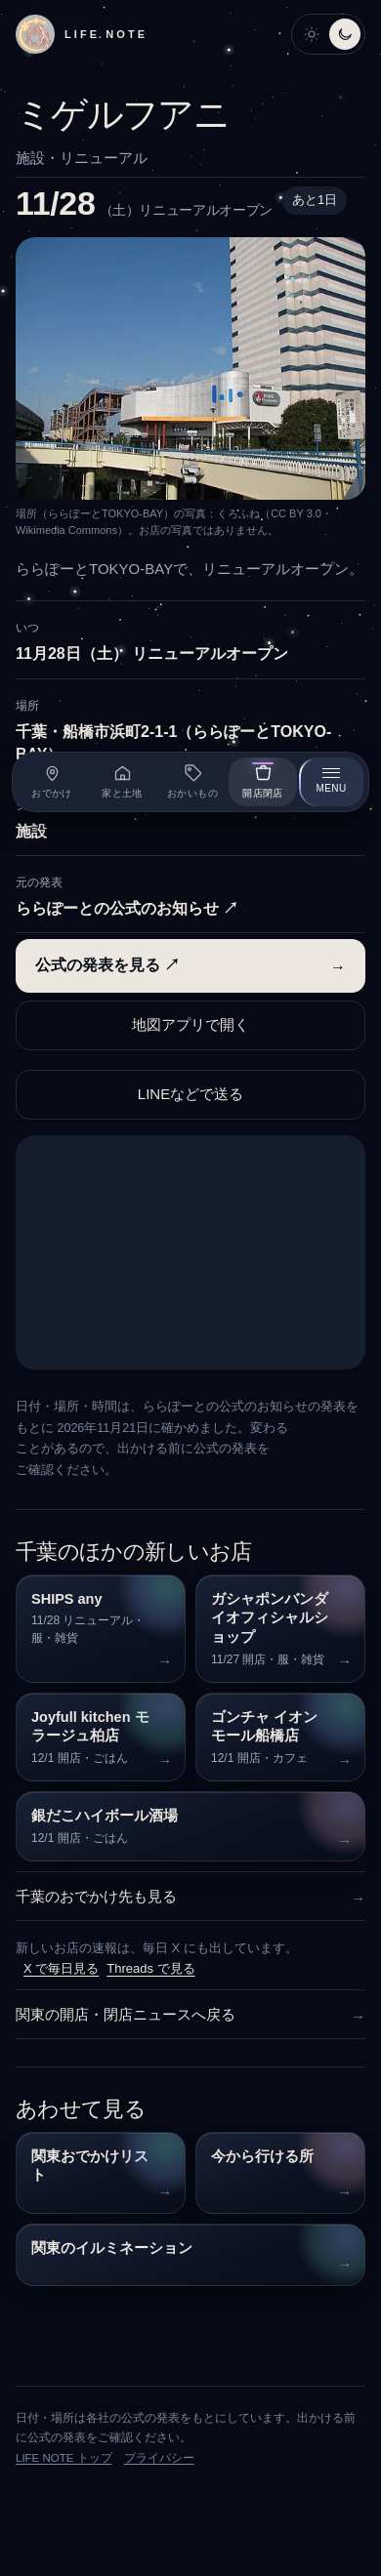 LIFE. NOTE
ミゲルフアニ
施設・リニューアル
11/28 （土）リニューアルオープン あと1日
場所（ららぽーとTOKYO-BAY）の写真：くろふね（CC BY 3.0・
Wikimedia Commons）。お店の写真ではありません。
ららぽーとTOKYO-BAYで、リニューアルオープン。
いつ
11月28日（土） リニューアルオープン
場所
千葉・船橋市浜町2-1-1（ららぽーとTOKYO-
おでかけ
家と土地
おかいもの
開店閉店
MENU
施設
元の発表
ららぽーとの公式のお知らせ ↗
公式の発表を見る ↗ →
地図アプリで開く
LINEなどで送る
日付・場所・時間は、ららぽーとの公式のお知らせの発表を
もとに 2026年11月21日に確かめました。変わる
ことがあるので、出かける前に公式の発表を
ご確認ください。
千葉のほかの新しいお店
SHIPS any
11/28 リニューアル・
服・雑貨 →
ガシャポンバンダ
イオフィシャルシ
ョップ
11/27 開店・服・雑貨 →
Joyfull kitchen モ
ラージュ柏店
12/1 開店・ごはん →
ゴンチャ イオン
モール船橋店
12/1 開店・カフェ →
銀だこハイボール酒場
12/1 開店・ごはん →
千葉のおでかけ先も見る →
新しいお店の速報は、毎日 X にも出しています。
X で毎日見る Threads で見る
関東の開店・閉店ニュースへ戻る →
あわせて見る
関東おでかけリス
ト →
今から行ける所 →
関東のイルミネーション →
日付・場所は各社の公式の発表をもとにしています。出かける前
に公式の発表をご確認ください。
LIFE NOTE トップ プライバシー